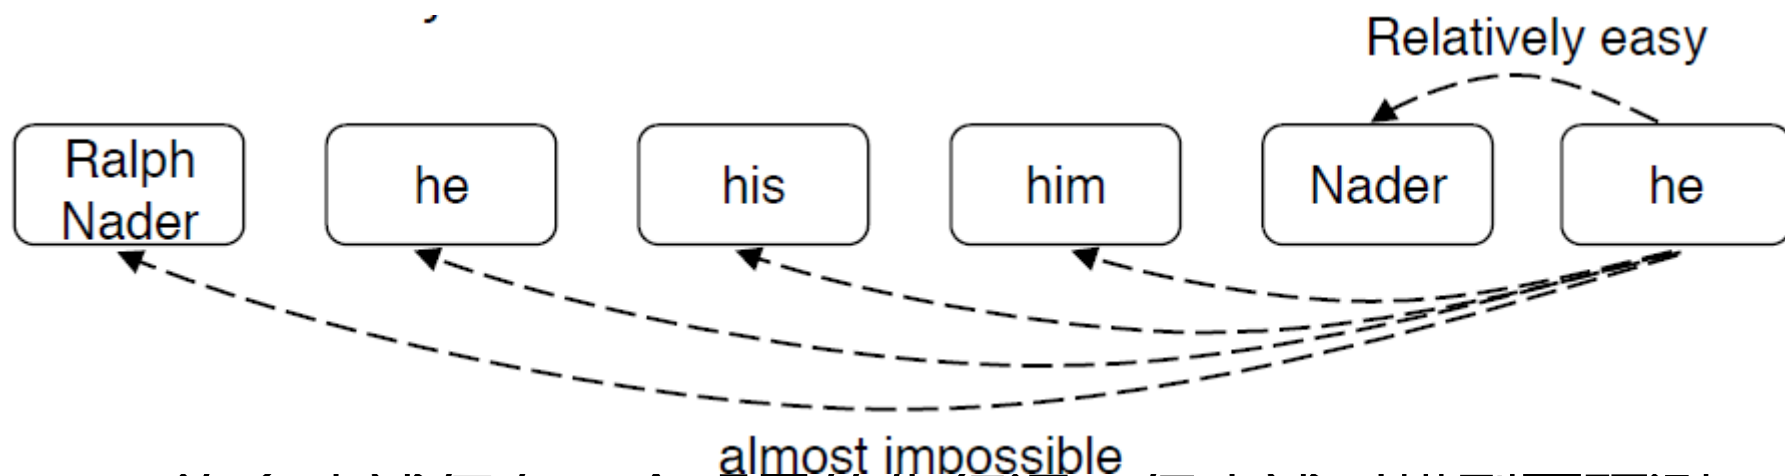 Relatively easy
Ralph
Nader
he
his
him
Nader
he
almost impossible